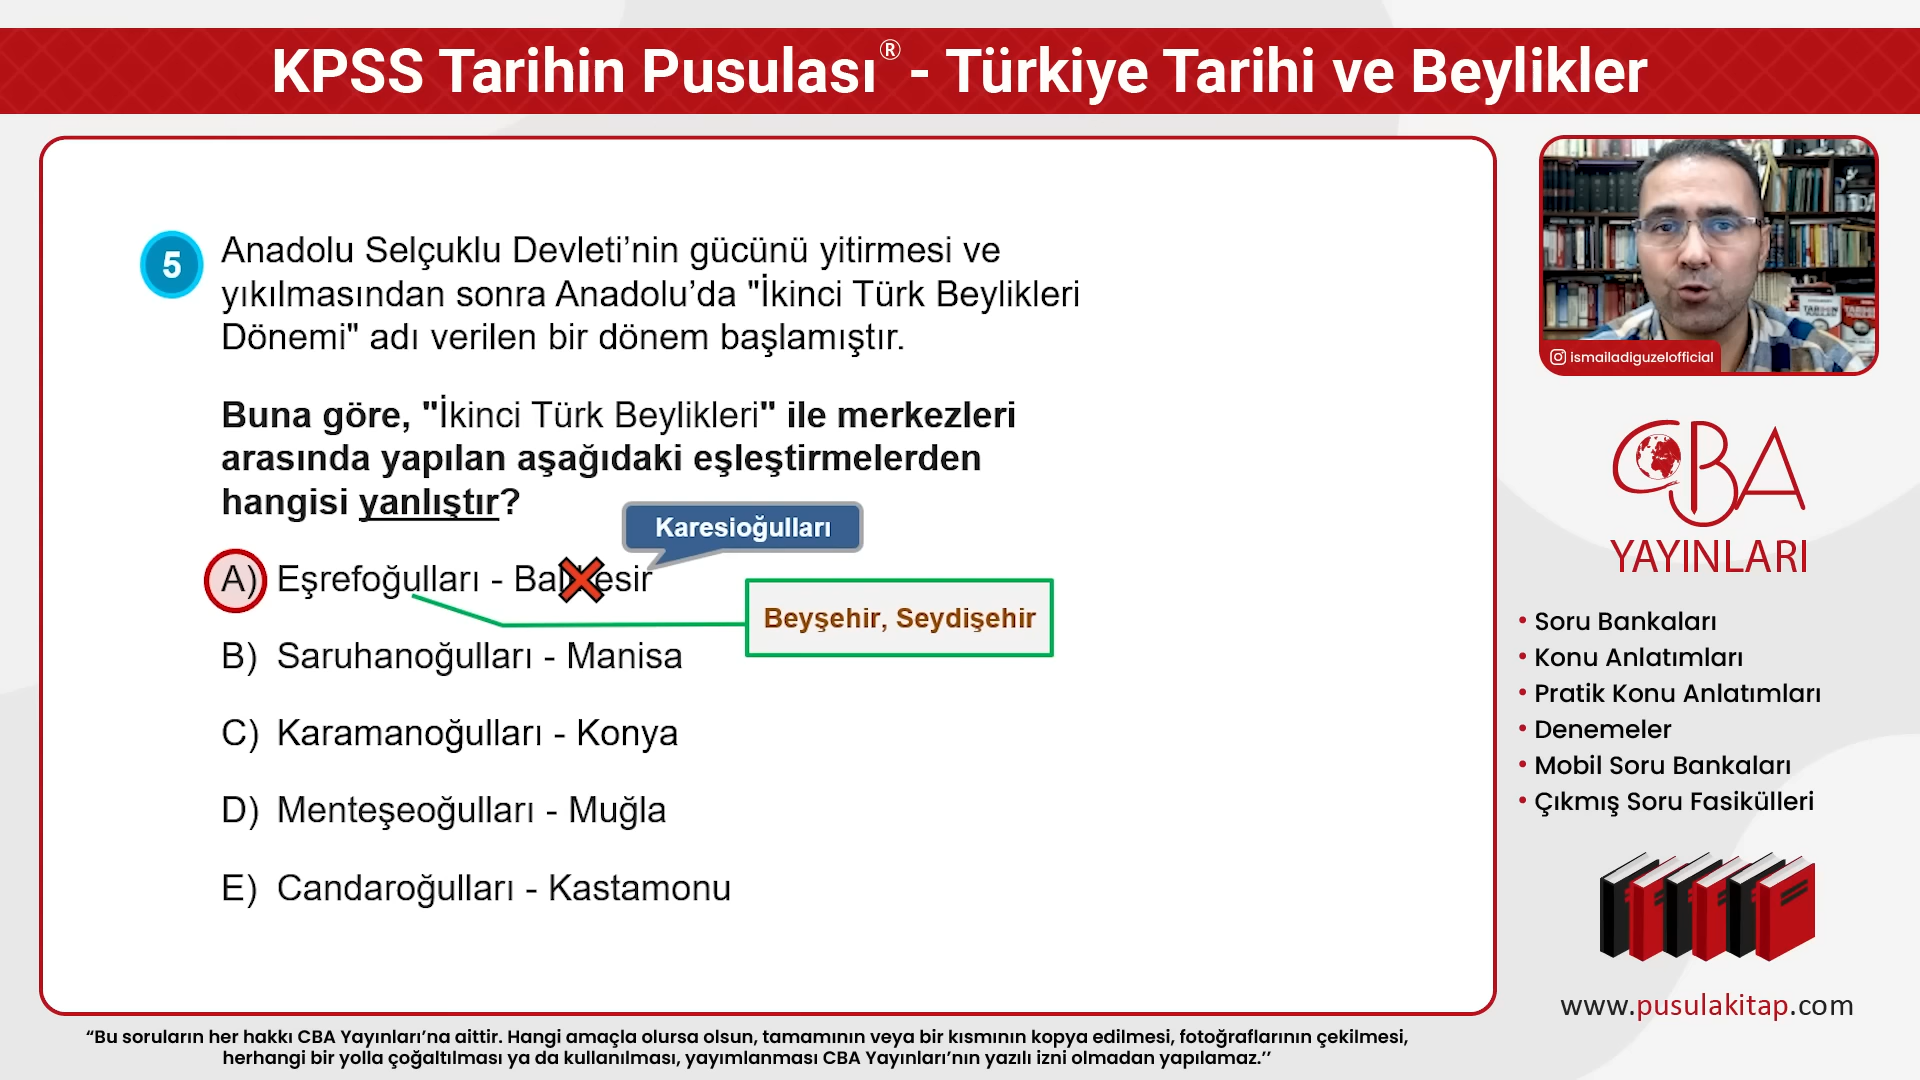 KPSS Tarihin Pusulası® - Türkiye Tarihi ve Beylikler
5
Anadolu Selçuklu Devleti’nin gücünü yitirmesi ve
yıkılmasından sonra Anadolu’da "İkinci Türk Beylikleri
Dönemi" adı verilen bir dönem başlamıştır.
Buna göre, "İkinci Türk Beylikleri" ile merkezleri
arasında yapılan aşağıdaki eşleştirmelerden
hangisi yanlıştır?
Karesioğulları
A) Eşrefoğulları - Balıkesir
Beyşehir, Seydişehir
B) Saruhanoğulları - Manisa
C) Karamanoğulları - Konya
D) Menteşeoğulları - Muğla
E) Candaroğulları - Kastamonu
ismailadiguzelofficial
CBA
YAYINLARI
• Soru Bankaları
• Konu Anlatımları
• Pratik Konu Anlatımları
• Denemeler
• Mobil Soru Bankaları
• Çıkmış Soru Fasikülleri
www.pusulakitap.com
“Bu soruların her hakkı CBA Yayınları’na aittir. Hangi amaçla olursa olsun, tamamının veya bir kısmının kopya edilmesi, fotoğraflarının çekilmesi,
herhangi bir yolla çoğaltılması ya da kullanılması, yayımlanması CBA Yayınları’nın yazılı izni olmadan yapılamaz.’’